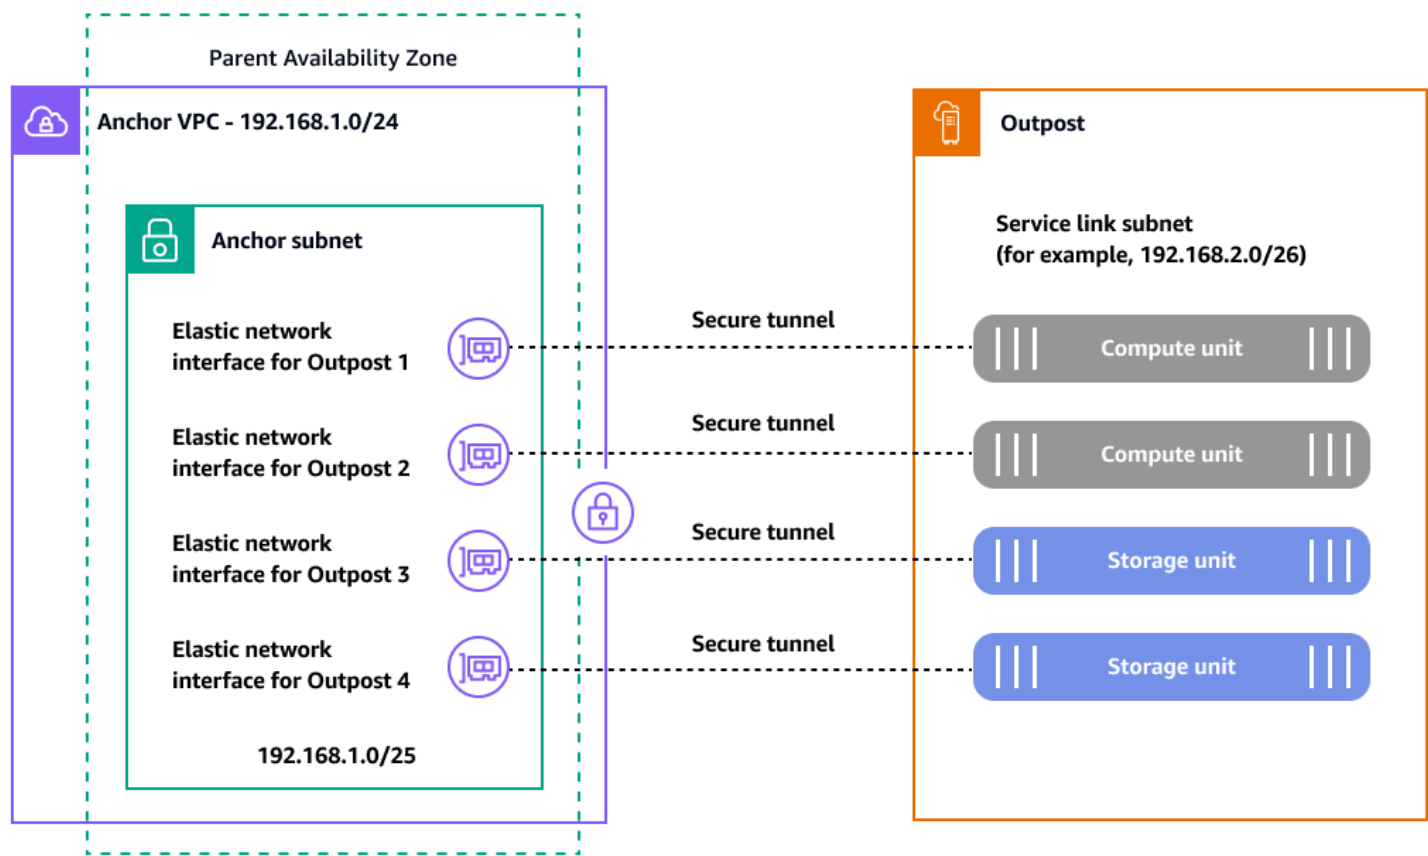 Parent Availability Zone
Anchor VPC - 192.168.1.0/24
Anchor subnet
Elastic network
interface for Outpost 1
Elastic network
interface for Outpost 2
Elastic network
interface for Outpost 3
Elastic network
interface for Outpost 4
192.168.1.0/25
Secure tunnel
Secure tunnel
Secure tunnel
Secure tunnel
Outpost
Service link subnet
(for example, 192.168.2.0/26)
Compute unit
Compute unit
Storage unit
Storage unit